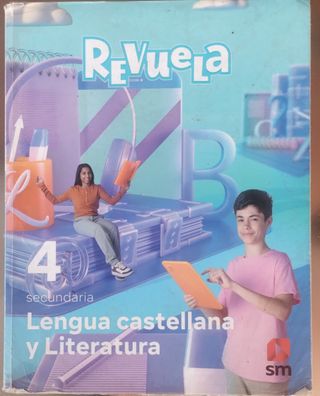 REVUELA
B
4
secundaria
Lengua castellana
y Literatura
sm